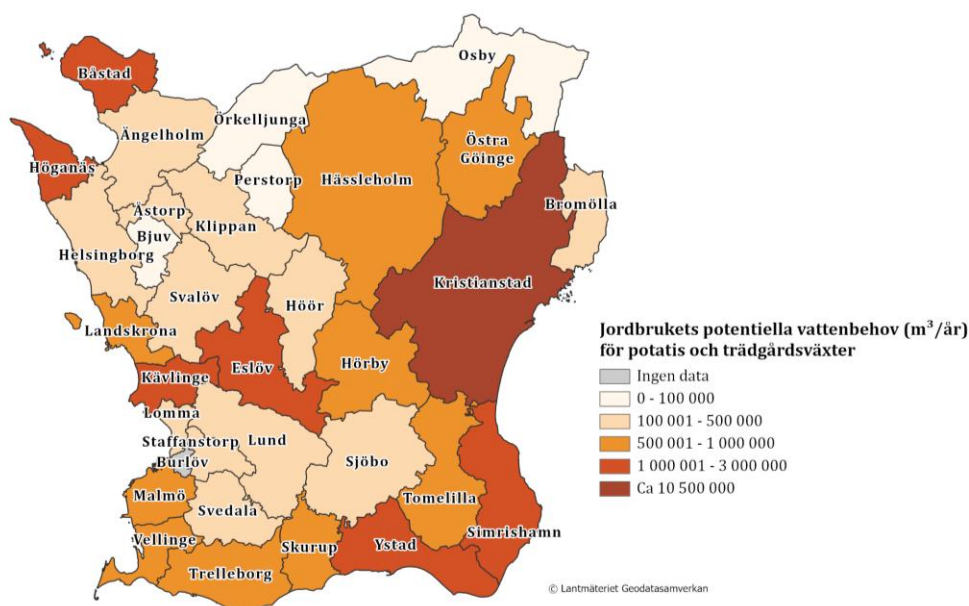 Osby
Båstad
Örkelljunga
Ängelholm
Östra
Göinge
Höganäs
Perstorp
Hässleholm
Bromölla
Åstorp
Klippan
Bjuv
Helsingborg
Kristianstad
Svalöv
Höör
Landskrona
Eslöv
Hörby
Kävlinge
Lomma
Staffanstorp
Lund
Burlöv
Sjöbo
Malmö
Tomelilla
Svedala
Simrishamn
Vellinge
Skurup
Ystad
Trelleborg
Jordbrukets potentiella vattenbehov (m³/år)
för potatis och trädgårdsväxter
Ingen data
0 - 100 000
100 001 - 500 000
500 001 - 1 000 000
1 000 001 - 3 000 000
Ca 10 500 000
© Lantmäteriet Geodatasamverkan